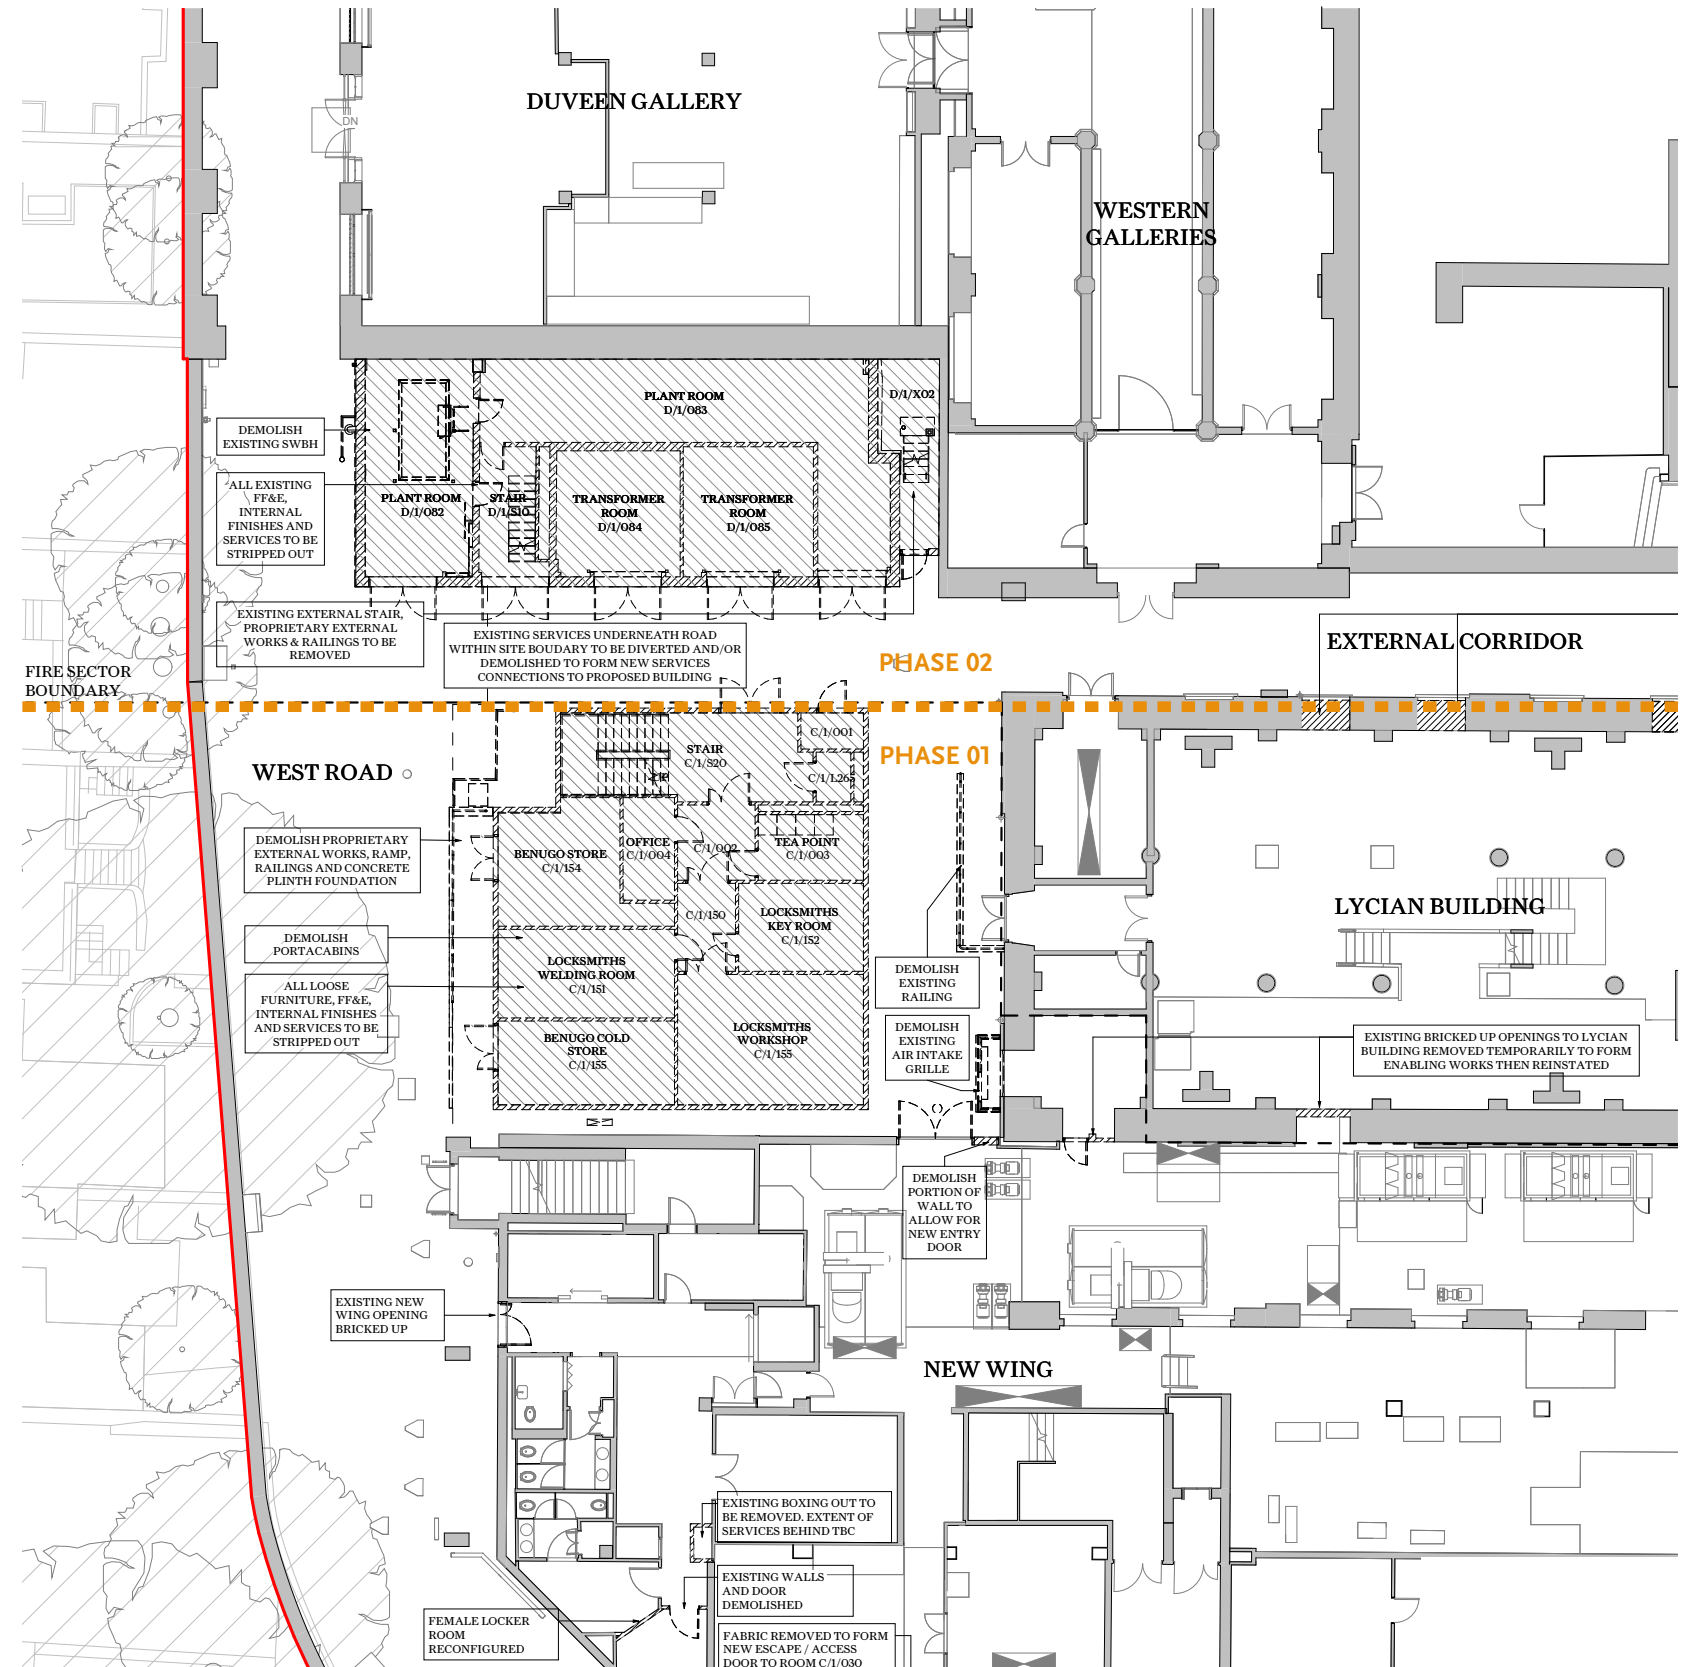 DUVEEN GALLERY
DN
WESTERN
GALLERIES
PLANT ROOM
D/1/083
D/1/X02
DEMOLISH
EXISTING SWBH
ALL EXISTING
FF&E,
INTERNAL
FINISHES AND
SERVICES TO BE
STRIPPED OUT
PLANT ROOM
D/1/082
STAIR
D/1/S10
TRANSFORMER
ROOM
D/1/084
TRANSFORMER
ROOM
D/1/085
EXISTING EXTERNAL STAIR,
PROPRIETARY EXTERNAL
WORKS & RAILINGS TO BE
REMOVED
EXISTING SERVICES UNDERNEATH ROAD
WITHIN SITE BOUDARY TO BE DIVERTED AND/OR
DEMOLISHED TO FORM NEW SERVICES
CONNECTIONS TO PROPOSED BUILDING
EXTERNAL CORRIDOR
PHASE 02
FIRE SECTOR
BOUNDARY
PHASE 01
WEST ROAD
STAIR
C/1/S20
C/1/001
C/1/L265
DEMOLISH PROPRIETARY
EXTERNAL WORKS, RAMP,
RAILINGS AND CONCRETE
PLINTH FOUNDATION
BENUGO STORE
C/1/154
OFFICE
C/1/004
C/1/002
TEA POINT
C/1/003
C/1/150
LOCKSMITHS
KEY ROOM
C/1/152
LYCIAN BUILDING
DEMOLISH
PORTACABINS
LOCKSMITHS
WELDING ROOM
C/1/151
DEMOLISH
EXISTING
RAILING
ALL LOOSE
FURNITURE, FF&E,
INTERNAL FINISHES
AND SERVICES TO BE
STRIPPED OUT
BENUGO COLD
STORE
C/1/155
LOCKSMITHS
WORKSHOP
C/1/155
DEMOLISH
EXISTING
AIR INTAKE
GRILLE
EXISTING BRICKED UP OPENINGS TO LYCIAN
BUILDING REMOVED TEMPORARILY TO FORM
ENABLING WORKS THEN REINSTATED
DEMOLISH
PORTION OF
WALL TO
ALLOW FOR
NEW ENTRY
DOOR
EXISTING NEW
WING OPENING
BRICKED UP
NEW WING
EXISTING BOXING OUT TO
BE REMOVED. EXTENT OF
SERVICES BEHIND TBC
EXISTING WALLS
AND DOOR
DEMOLISHED
FEMALE LOCKER
ROOM
RECONFIGURED
FABRIC REMOVED TO FORM
NEW ESCAPE / ACCESS
DOOR TO ROOM C/1/030